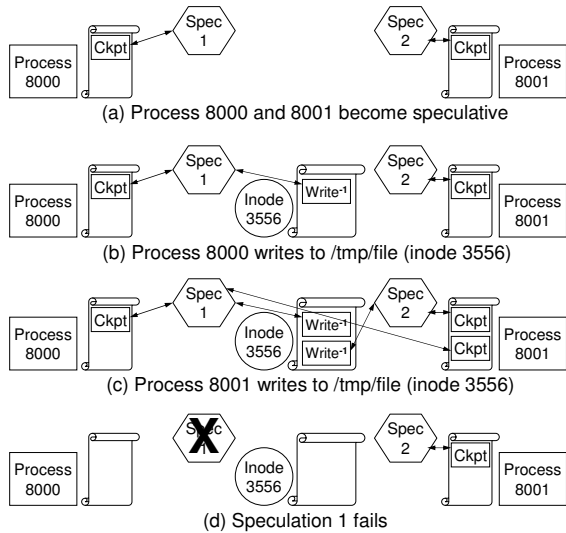 Process 8000
Ckpt
Spec 1
Spec 2
Ckpt
Process 8001
(a) Process 8000 and 8001 become speculative
Process 8000
Ckpt
Spec 1
Inode 3556
Write⁻¹
Spec 2
Ckpt
Process 8001
(b) Process 8000 writes to /tmp/file (inode 3556)
Process 8000
Ckpt
Spec 1
Inode 3556
Write⁻¹
Write⁻¹
Spec 2
Ckpt
Ckpt
Process 8001
(c) Process 8001 writes to /tmp/file (inode 3556)
Process 8000
Spec 1
X
Inode 3556
Spec 2
Ckpt
Process 8001
(d) Speculation 1 fails